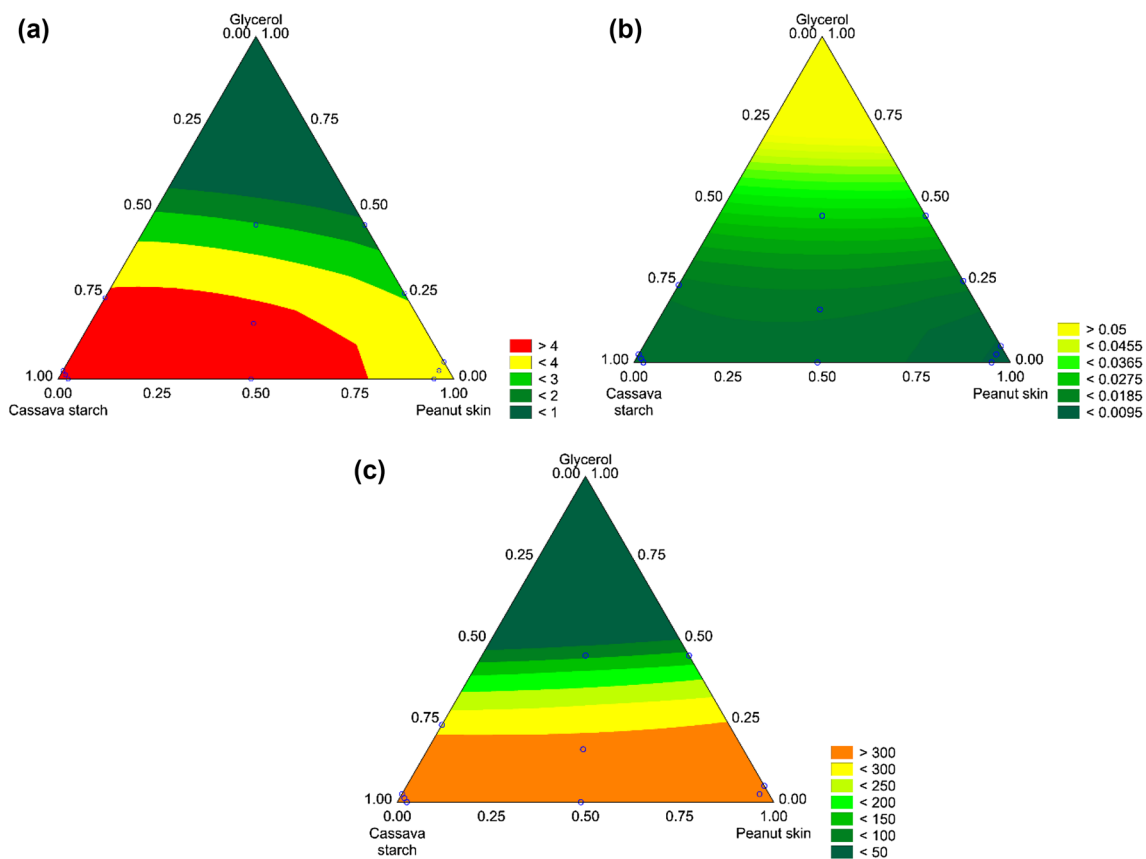 (a)
Glycerol
0.00 1.00
0.25 0.75
0.50 0.50
0.75 0.25
1.00 0.00
0.00 0.25 0.50 0.75 1.00
Cassava starch Peanut skin
> 4
< 4
< 3
< 2
< 1
(b)
Glycerol
0.00 1.00
0.25 0.75
0.50 0.50
0.75 0.25
1.00 0.00
0.00 0.25 0.50 0.75 1.00
Cassava Peanut skin
starch
> 0.05
< 0.0455
< 0.0365
< 0.0275
< 0.0185
< 0.0095
(c)
Glycerol
0.00 1.00
0.25 0.75
0.50 0.50
0.75 0.25
1.00 0.00
0.00 0.25 0.50 0.75 1.00
Cassava Peanut skin
starch
> 300
< 300
< 250
< 200
< 150
< 100
< 50